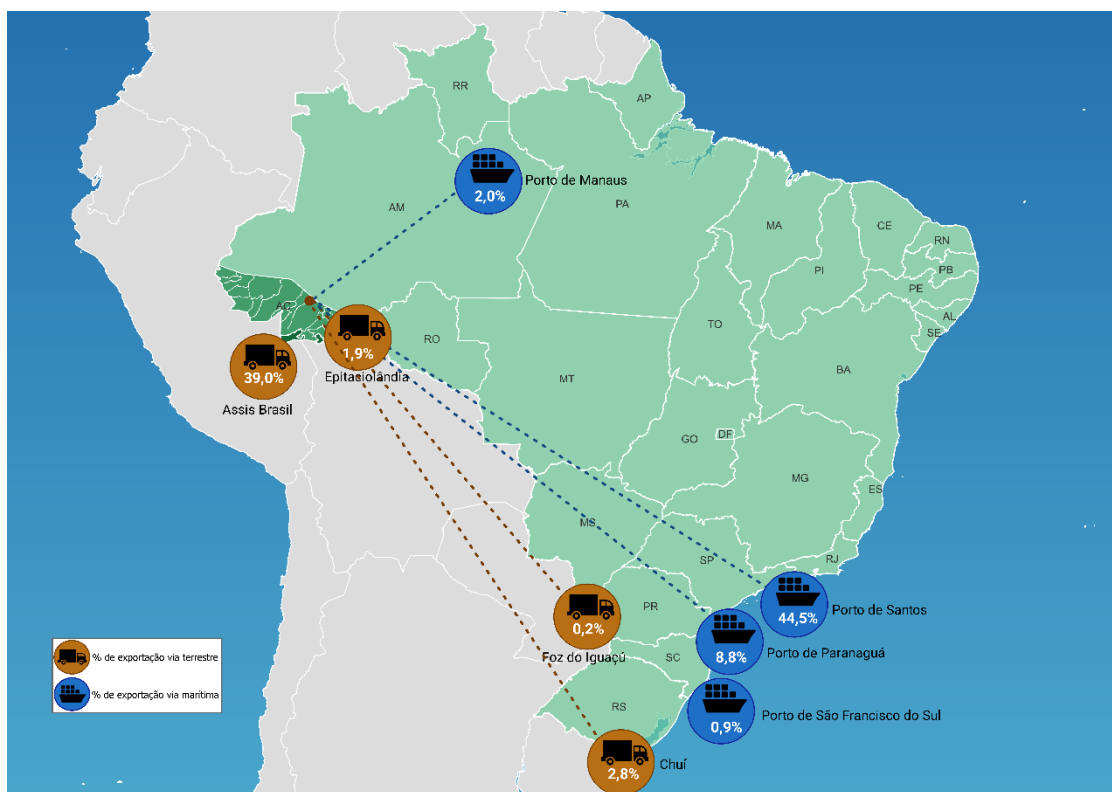 RR
AP
Porto de Manaus
2,0%
AM
PA
MA
CE
RN
PB
PI
PE
AL
SE
AC
TO
BA
RO
1,9%
Epitaciolândia
39,0%
Assis Brasil
MT
GO
DF
MG
ES
MS
SP
RJ
Porto de Santos
44,5%
PR
0,2%
Foz do Iguaçú
8,8%
Porto de Paranaguá
SC
% de exportação via terrestre
% de exportação via marítima
RS
0,9%
Porto de São Francisco do Sul
2,8%
Chuí